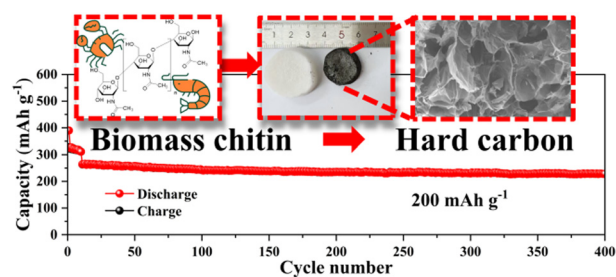 1 2 3 4 5 6 7
Biomass chitin
Hard carbon
Capacity (mAh g-1)
600
500
400
300
200
100
0
Discharge
Charge
200 mAh g-1
0 50 100 150 200 250 300 350 400
Cycle number